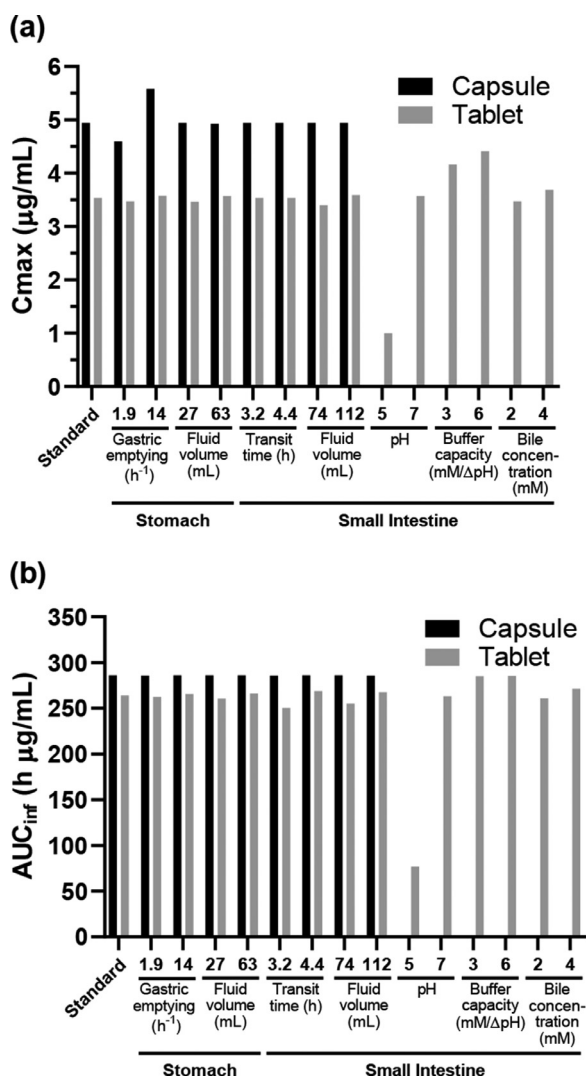 (a)
Capsule
Tablet
Cmax (μg/mL)
6
5
4
3
2
1
0
Standard
1.9 14 27 63 3.2 4.4 74 112 5 7 3 6 2 4
Gastric emptying (h⁻¹)
Fluid volume (mL)
Transit time (h)
Fluid volume (mL)
pH
Buffer capacity (mM/ΔpH)
Bile concen-tration (mM)
Stomach
Small Intestine
(b)
Capsule
Tablet
AUCinf (h μg/mL)
350
300
250
200
150
100
50
0
Standard
1.9 14 27 63 3.2 4.4 74 112 5 7 3 6 2 4
Gastric emptying (h⁻¹)
Fluid volume (mL)
Transit time (h)
Fluid volume (mL)
pH
Buffer capacity (mM/ΔpH)
Bile concen-tration (mM)
Stomach
Small Intestine